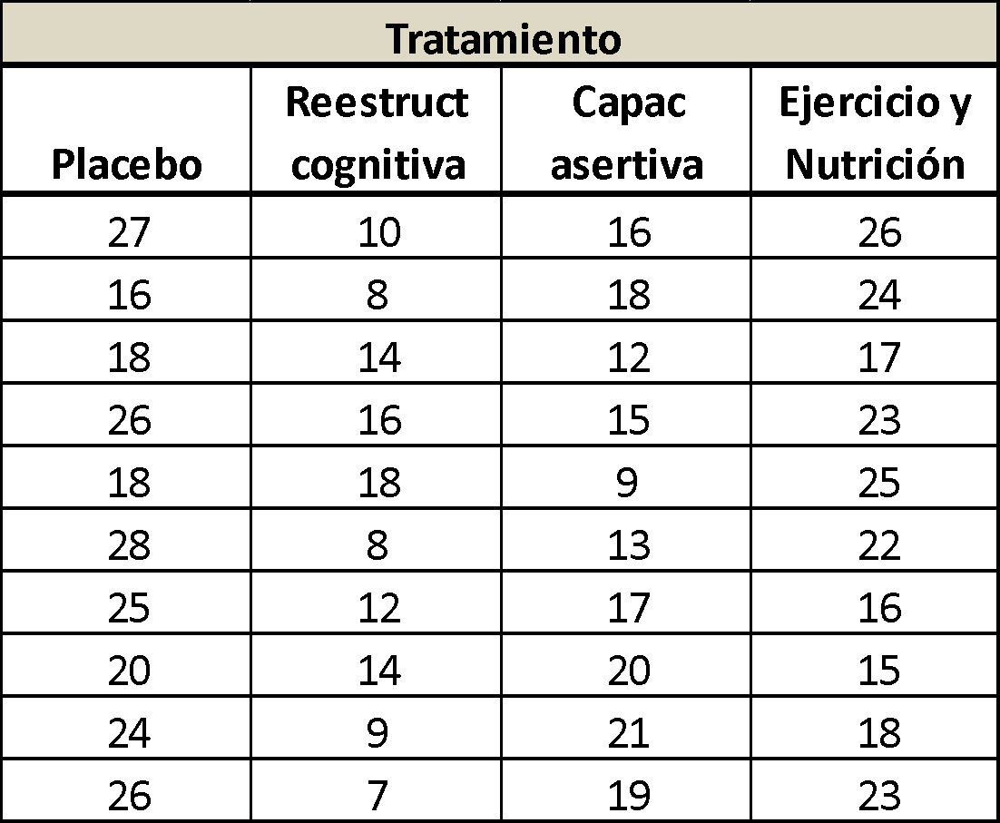 Tratamiento
Placebo Reestruct cognitiva Capac asertiva Ejercicio y Nutrición
27 10 16 26
16 8 18 24
18 14 12 17
26 16 15 23
18 18 9 25
28 8 13 22
25 12 17 16
20 14 20 15
24 9 21 18
26 7 19 23